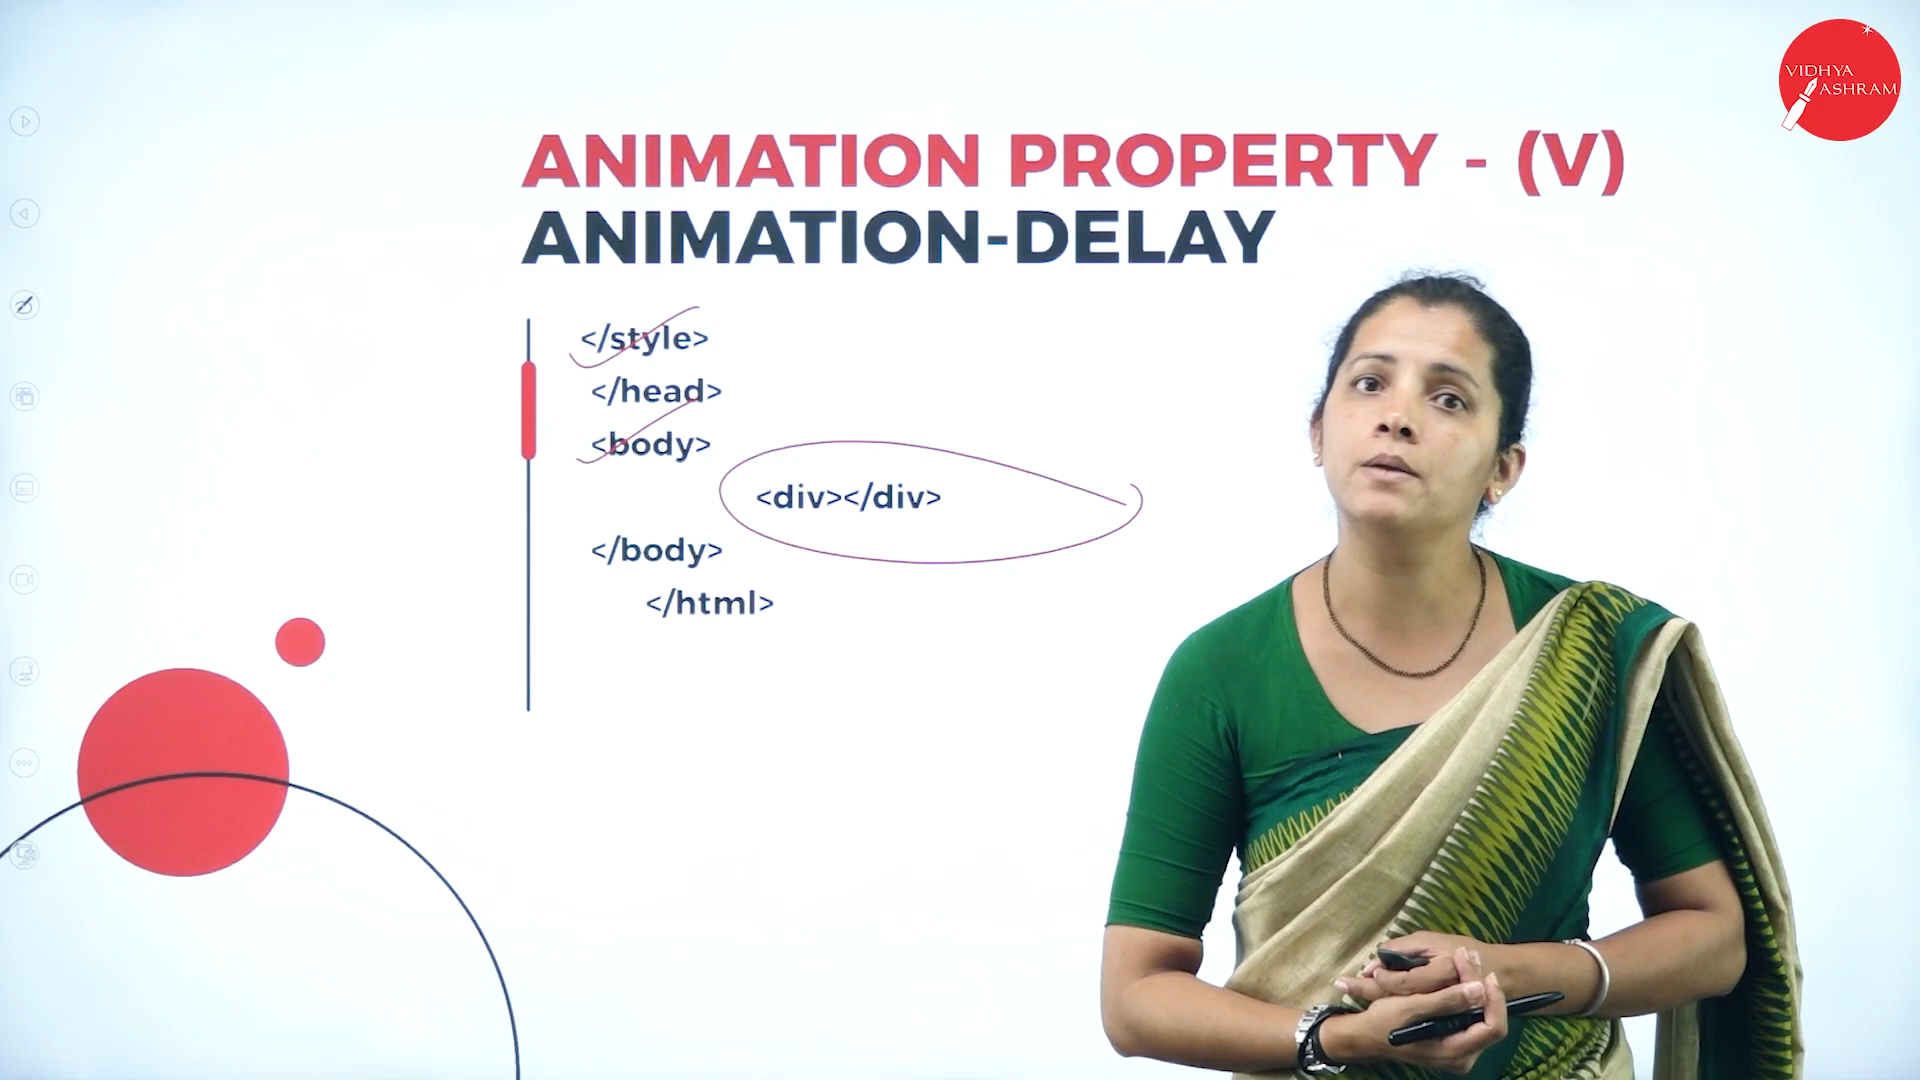 VIDHYA
ASHRAM
ANIMATION PROPERTY - (V)
ANIMATION-DELAY
</style>
</head>
<body>
<div></div>
</body>
</html>